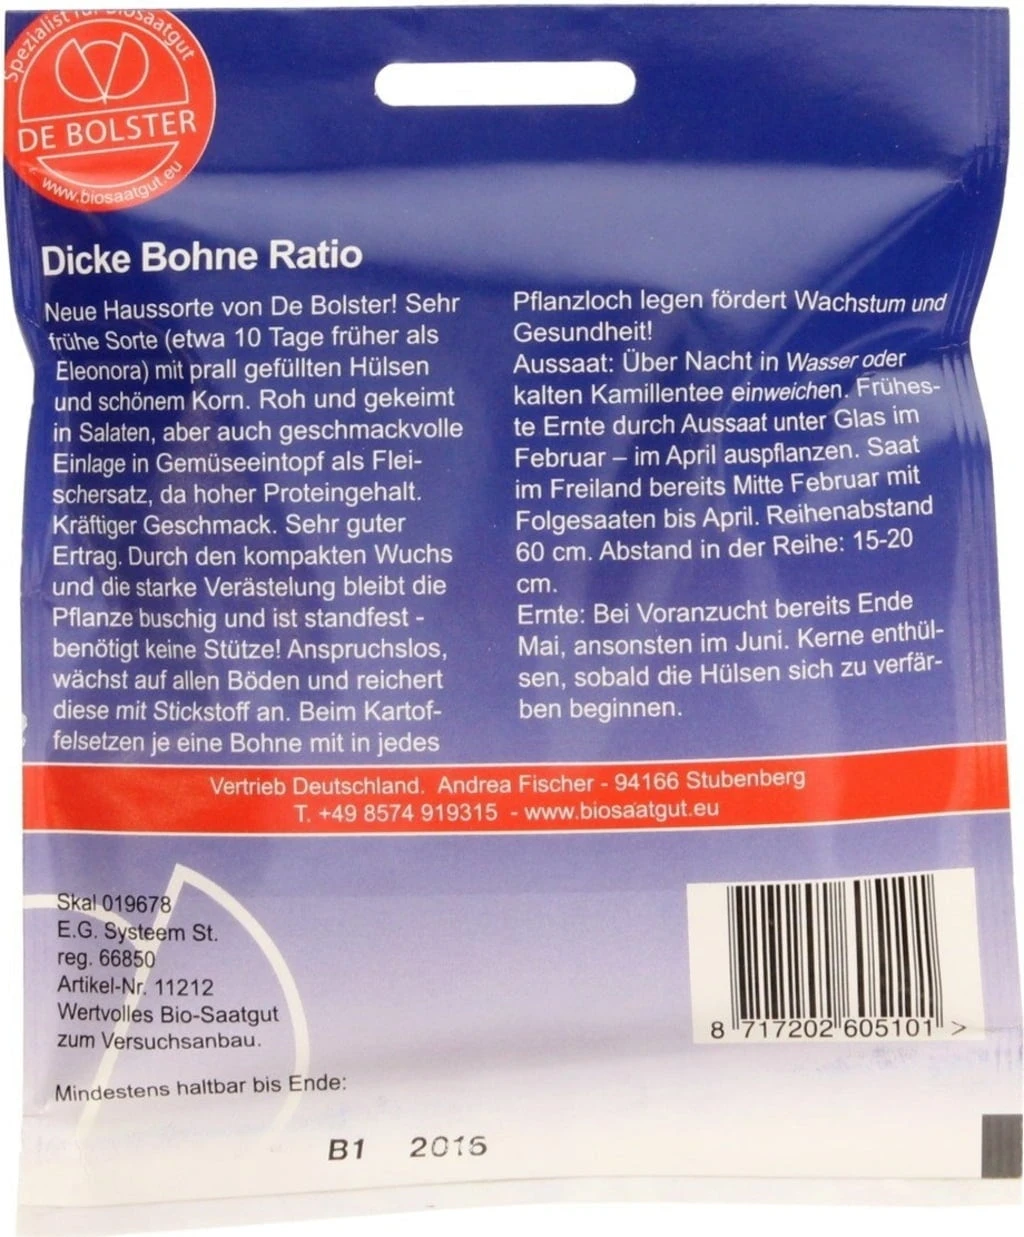 Spezialist für Biosaatgut
DE BOLSTER
www.biosaatgut.eu
Dicke Bohne Ratio
Neue Haussorte von De Bolster! Sehr
frühe Sorte (etwa 10 Tage früher als
Eleonora) mit prall gefüllten Hülsen
und schönem Korn. Roh und gekeimt
in Salaten, aber auch geschmackvolle
Einlage in Gemüseeintopf als Flei-
schersatz, da hoher Proteingehalt.
Kräftiger Geschmack. Sehr guter
Ertrag. Durch den kompakten Wuchs
und die starke Verästelung bleibt die
Pflanze buschig und ist standfest -
benötigt keine Stütze! Anspruchslos,
wächst auf allen Böden und reichert
diese mit Stickstoff an. Beim Kartof-
felsetzen je eine Bohne mit in jedes
Pflanzloch legen fördert Wachstum und
Gesundheit!
Aussaat: Über Nacht in Wasser oder
kalten Kamillentee einweichen. Frühes-
te Ernte durch Aussaat unter Glas im
Februar – im April auspflanzen. Saat
im Freiland bereits Mitte Februar mit
Folgesaaten bis April. Reihenabstand
60 cm. Abstand in der Reihe: 15-20
cm.
Ernte: Bei Voranzucht bereits Ende
Mai, ansonsten im Juni. Kerne enthül-
sen, sobald die Hülsen sich zu verfär-
ben beginnen.
Vertrieb Deutschland. Andrea Fischer - 94166 Stubenberg
T. +49 8574 919315 - www.biosaatgut.eu
Skal 019678
E.G. Systeem St.
reg. 66850
Artikel-Nr. 11212
Wertvolles Bio-Saatgut
zum Versuchsanbau.
Mindestens haltbar bis Ende:
B1 2016
8 717202 605101 >